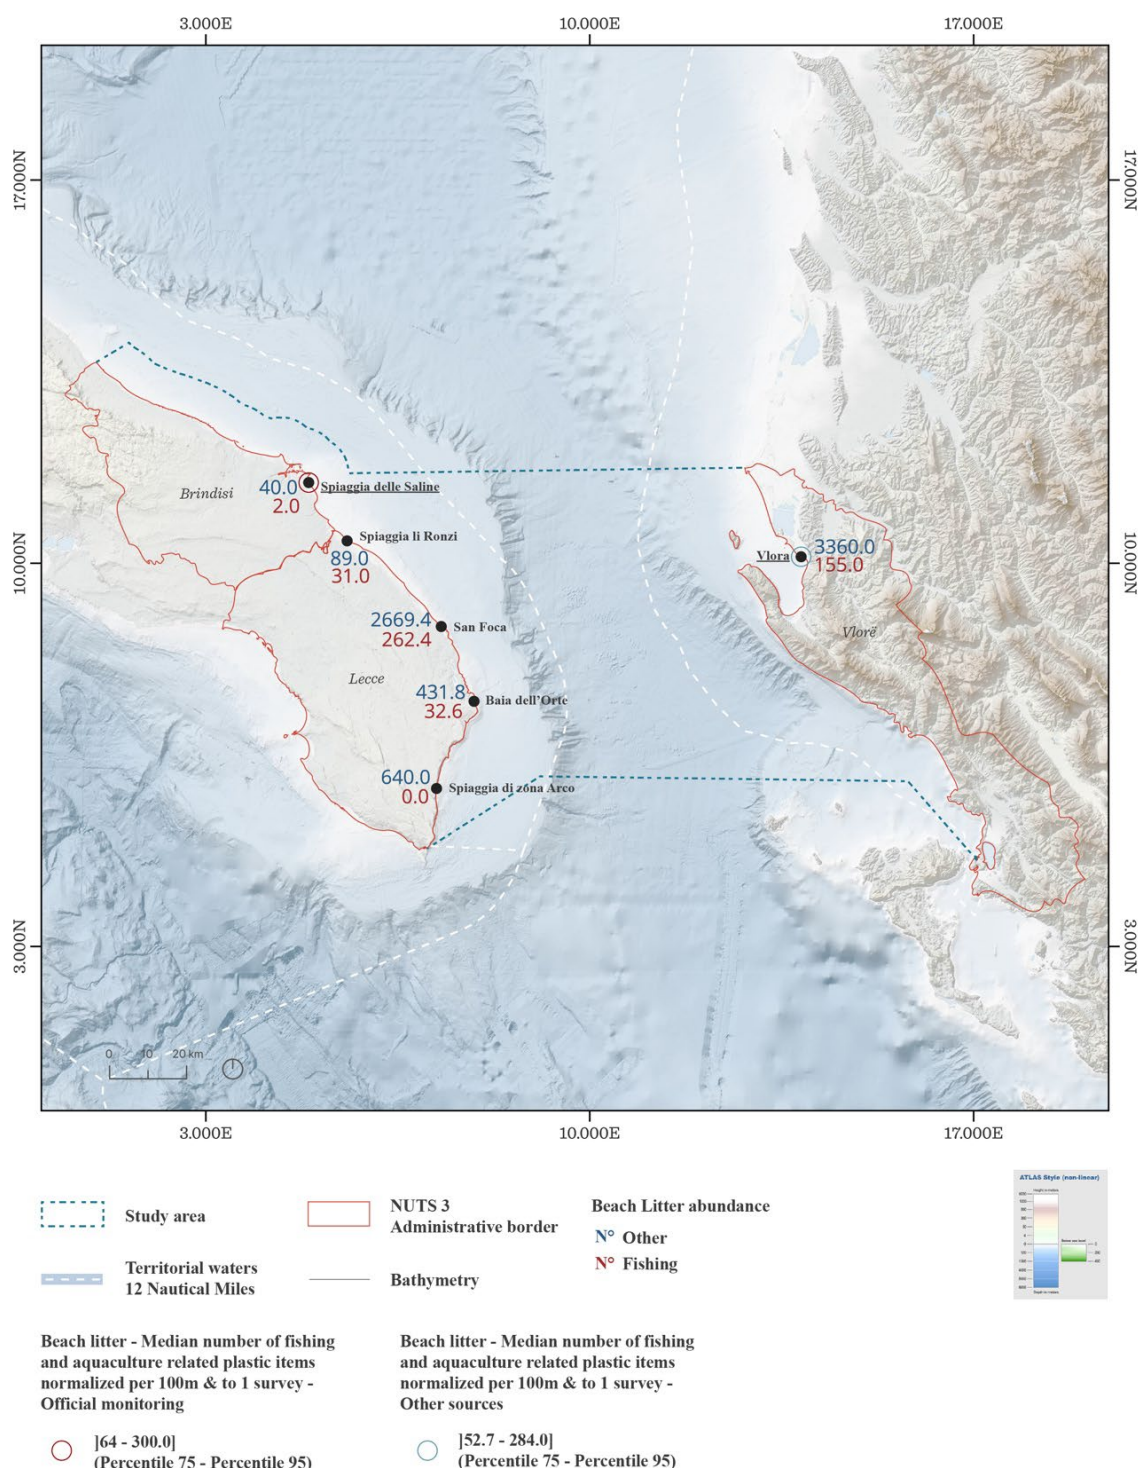 3.000E 10.000E 17.000E
17.000N 17.000N
Brindisi
40.0 Spiaggia delle Saline
2.0
Spiaggia li Ronzi
89.0
31.0
10.000N 10.000N
Vlora 3360.0
155.0
2669.4 San Foca
262.4
Vlorë
Lecce
431.8 Baia dell'Orte
32.6
640.0 Spiaggia di zona Arco
0.0
3.000N 3.000N
0 10 20 km
3.000E 10.000E 17.000E
Study area
NUTS 3
Administrative border
Beach Litter abundance
N° Other
N° Fishing
Territorial waters
12 Nautical Miles
Bathymetry
ATLAS Style (non-linear)
Beach litter - Median number of fishing
and aquaculture related plastic items
normalized per 100m & to 1 survey -
Official monitoring
]64 - 300.0]
(Percentile 75 - Percentile 95)
Beach litter - Median number of fishing
and aquaculture related plastic items
normalized per 100m & to 1 survey -
Other sources
]52.7 - 284.0]
(Percentile 75 - Percentile 95)